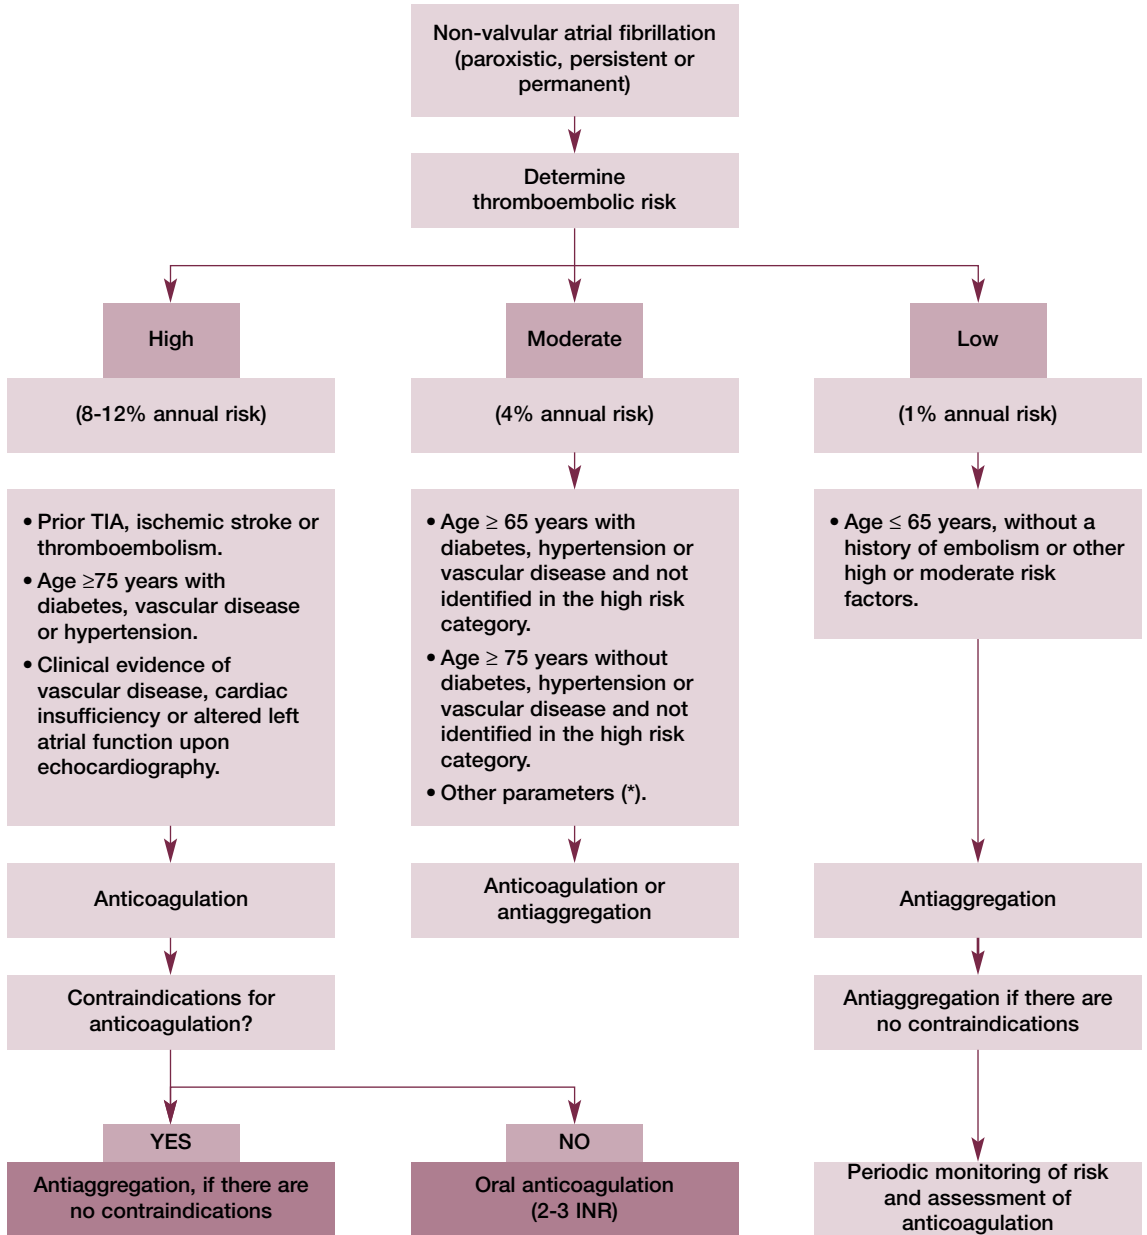 Non-valvular atrial fibrillation
(paroxistic, persistent or
permanent)
Determine
thromboembolic risk
High
Moderate
Low
(8-12% annual risk)
(4% annual risk)
(1% annual risk)
• Prior TIA, ischemic stroke or
thromboembolism.
• Age ≥75 years with
diabetes, vascular disease
or hypertension.
• Clinical evidence of
vascular disease, cardiac
insufficiency or altered left
atrial function upon
echocardiography.
• Age ≥ 65 years with
diabetes, hypertension or
vascular disease and not
identified in the high risk
category.
• Age ≥ 75 years without
diabetes, hypertension or
vascular disease and not
identified in the high risk
category.
• Other parameters (*).
• Age ≤ 65 years, without a
history of embolism or other
high or moderate risk
factors.
Anticoagulation
Anticoagulation or
antiaggregation
Antiaggregation
Contraindications for
anticoagulation?
Antiaggregation if there are
no contraindications
YES
NO
Antiaggregation, if there are
no contraindications
Oral anticoagulation
(2-3 INR)
Periodic monitoring of risk
and assessment of
anticoagulation